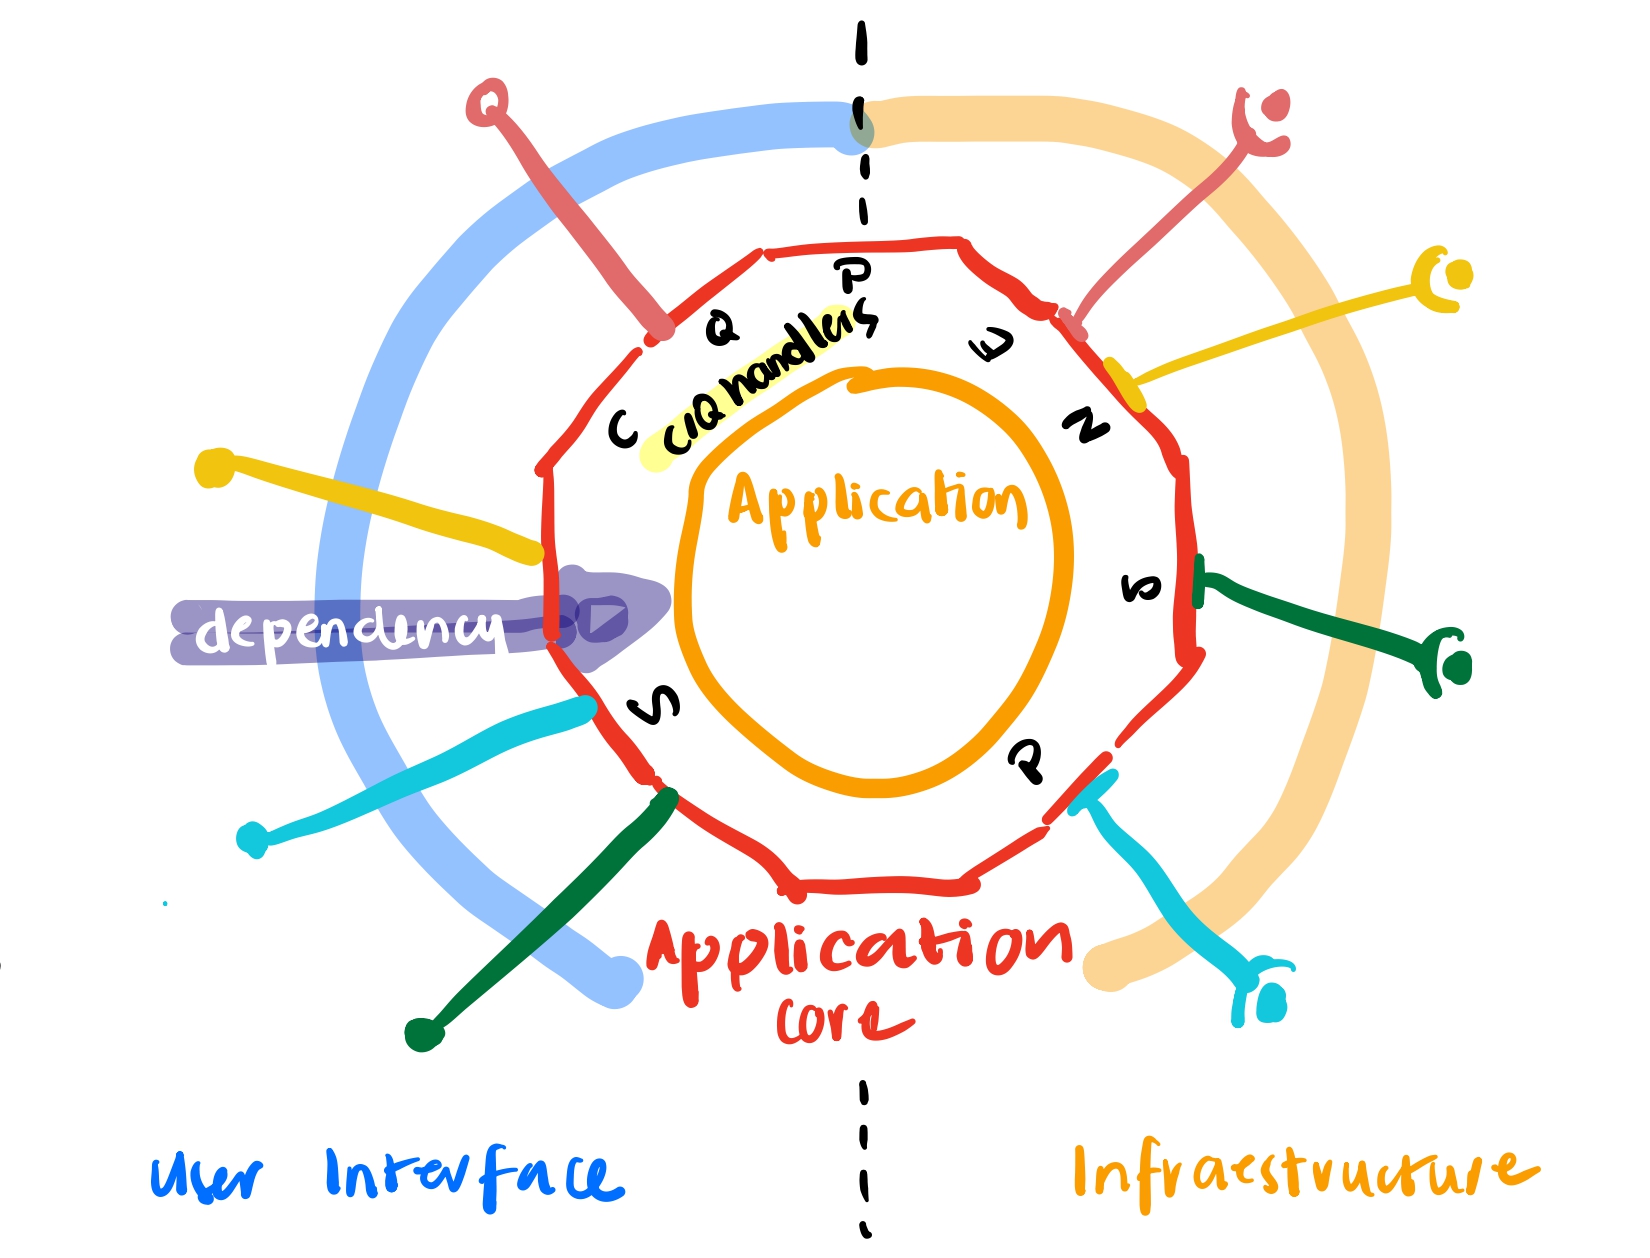 P
Q
E
C/Q handlers
C
N
Application
dependency
S
P
Application
core
User Interface
Infraestructure